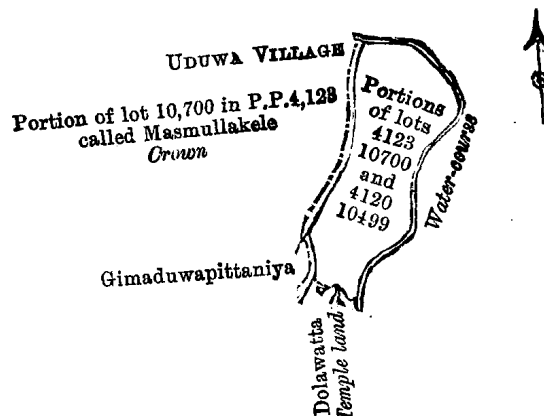 UDUWA VILLAGE
Portion of lot 10,700 in P.P.4,123
called Masmullakele
Crown
Portions
of lots
4123
10700
and
4120
10499
Water-course
Gimaduwapittaniya
Dolawatta
Temple land